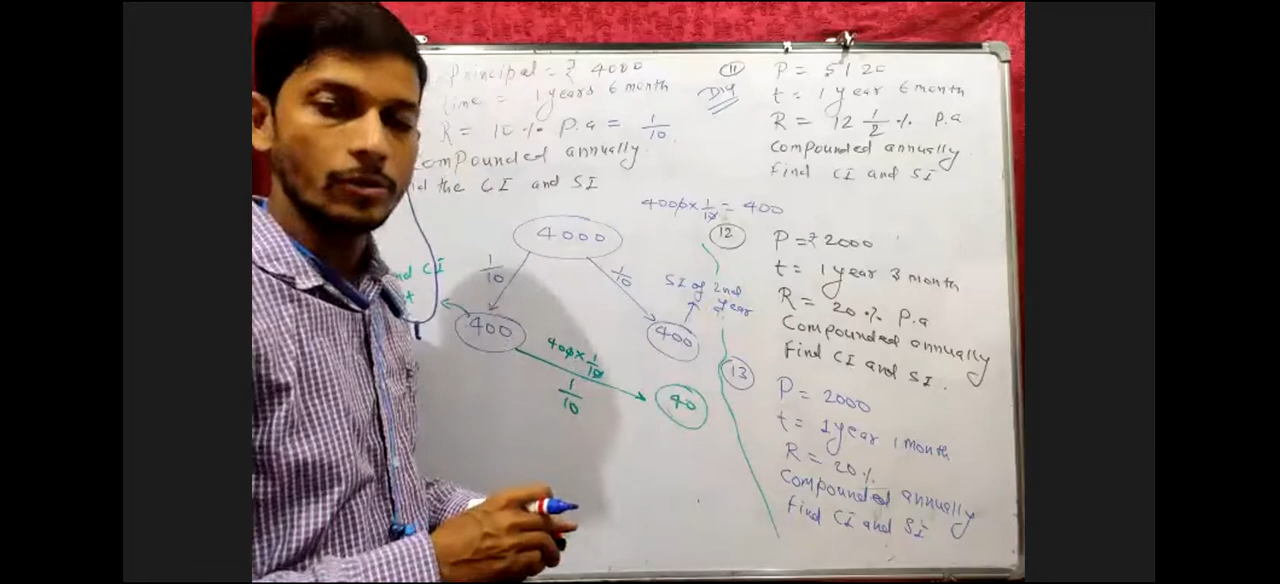 Principal = ₹ 4000
time = 1 years 6 month
R = 10 % P.a = 1/10
compounded annually
Find the CI and SI
4000 × 1/10 = 400
4000
1/10
1/10
SI of 2nd year
400
400
400 × 1/10
1/10
40
and CI
11
P = 5120
t = 1 year 6 month
R = 12 1/2 % P.a
Compounded annually
Find CI and SI
12
P = ₹ 2000
t = 1 year 3 month
R = 20 % P.a
Compounded annually
Find CI and SI.
13
P = 2000
t = 1 year 1 month
R = 20 %
Compounded annually
Find CI and SI